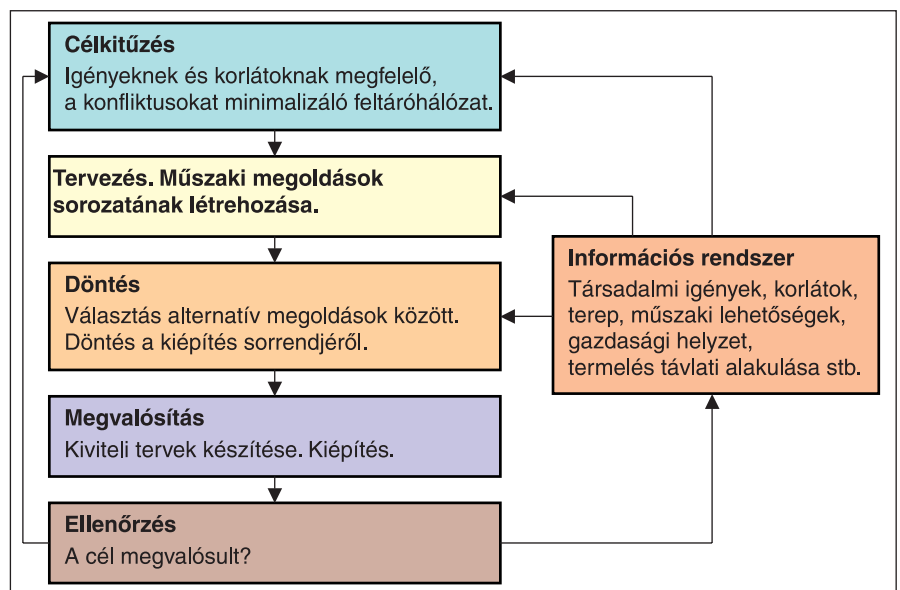 Célkitűzés
Igényeknek és korlátoknak megfelelő,
a konfliktusokat minimalizáló feltáróhálózat.
Tervezés. Műszaki megoldások
sorozatának létrehozása.
Döntés
Választás alternatív megoldások között.
Döntés a kiépítés sorrendjéről.
Információs rendszer
Társadalmi igények, korlátok,
terep, műszaki lehetőségek,
gazdasági helyzet,
termelés távlati alakulása stb.
Megvalósítás
Kiviteli tervek készítése. Kiépítés.
Ellenőrzés
A cél megvalósult?